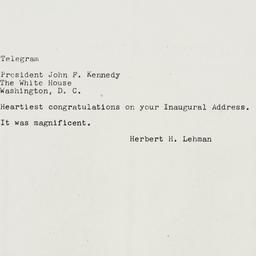 Telegram
President John F. Kennedy
The White House
Washington, D. C.
Heartiest congratulations on your Inaugural Address.
It was magnificent.
Herbert H. Lehman